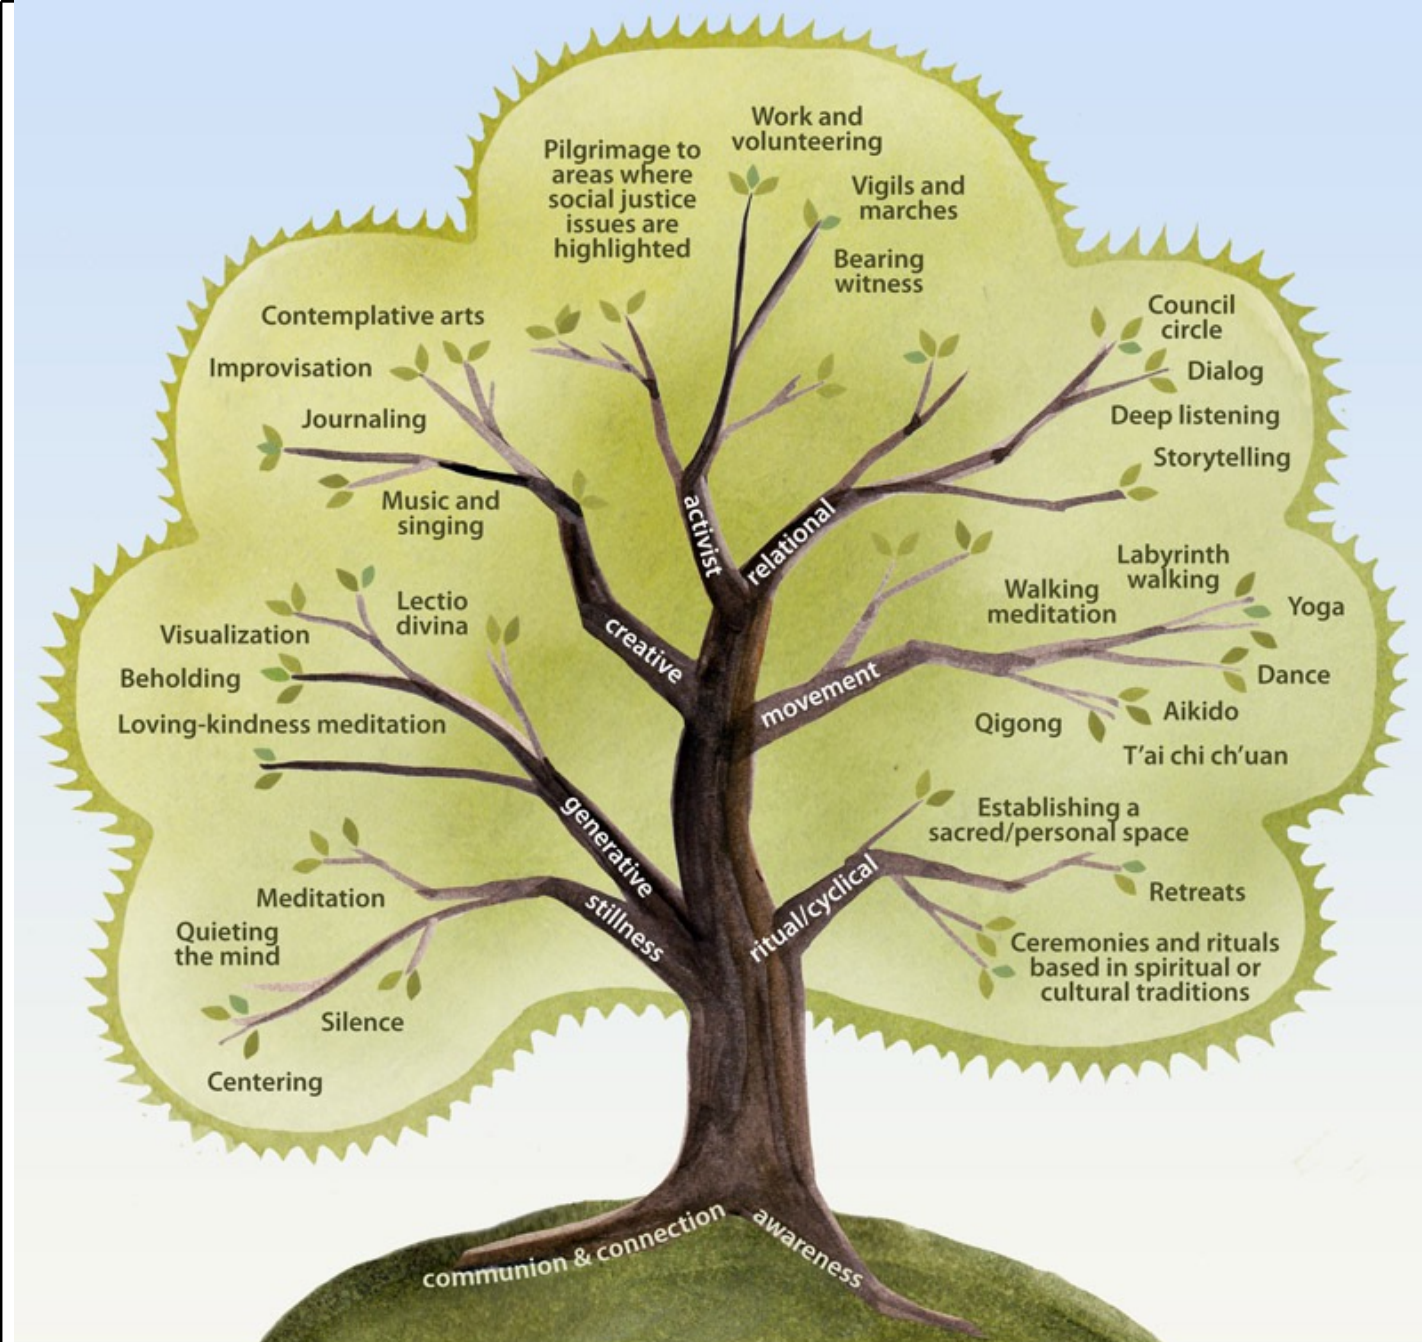 Work and
volunteering
Pilgrimage to
areas where
social justice
issues are
highlighted
Vigils and
marches
Bearing
witness
Contemplative arts
Improvisation
Journaling
Music and
singing
Council
circle
Dialog
Deep listening
Storytelling
activist
relational
creative
movement
Lectio
divina
Visualization
Beholding
Loving-kindness meditation
Labyrinth
walking
Walking
meditation
Yoga
Dance
Aikido
Qigong
T’ai chi ch’uan
generative
stillness
ritual/cyclical
Meditation
Quieting
the mind
Silence
Centering
Establishing a
sacred/personal space
Retreats
Ceremonies and rituals
based in spiritual or
cultural traditions
communion & connection
awareness